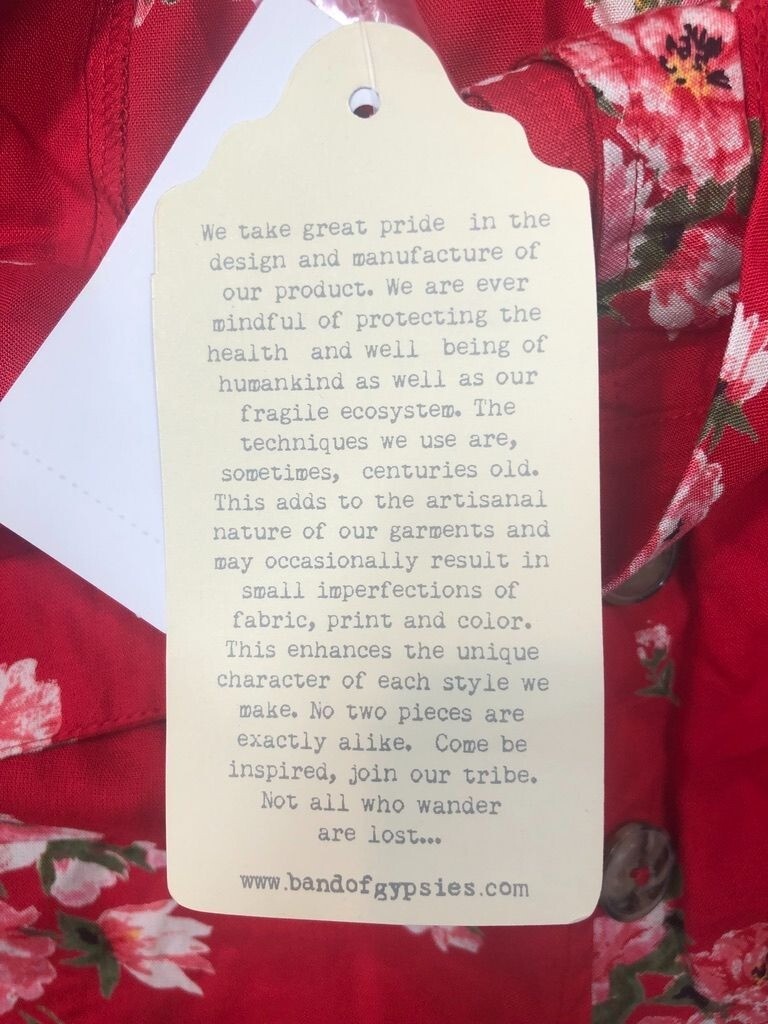 We take great pride in the
design and manufacture of
our product. We are ever
mindful of protecting the
health and well being of
humankind as well as our
fragile ecosystem. The
techniques we use are,
sometimes, centuries old.
This adds to the artisanal
nature of our garments and
may occasionally result in
small imperfections of
fabric, print and color.
This enhances the unique
character of each style we
make. No two pieces are
exactly alike. Come be
inspired, join our tribe.
Not all who wander
are lost...
www.bandofgypsies.com